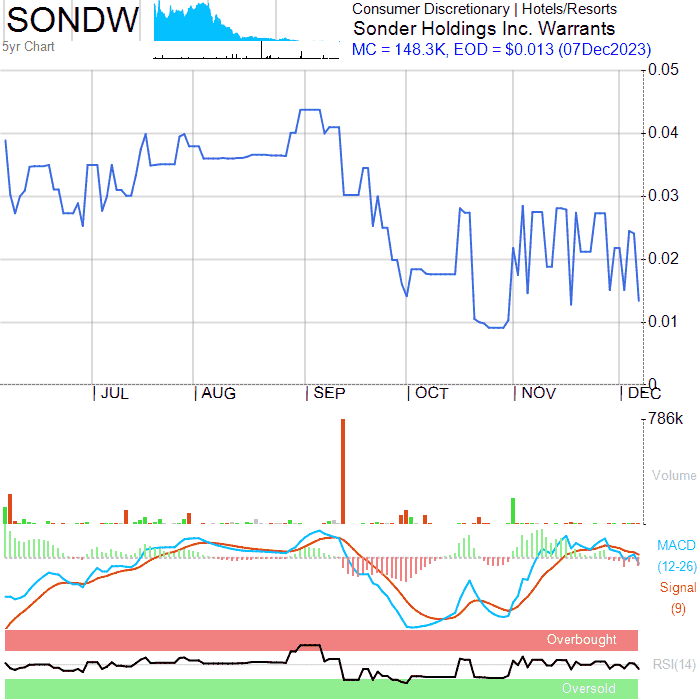 SONDW
5yr Chart
Consumer Discretionary | Hotels/Resorts
Sonder Holdings Inc. Warrants
MC = 148.3K, EOD = $0.013 (07Dec2023)
0.05
0.04
0.03
0.02
0.01
0
JUL AUG SEP OCT NOV DEC
786k
Volume
MACD
(12-26)
Signal
(9)
Overbought
RSI(14)
Oversold